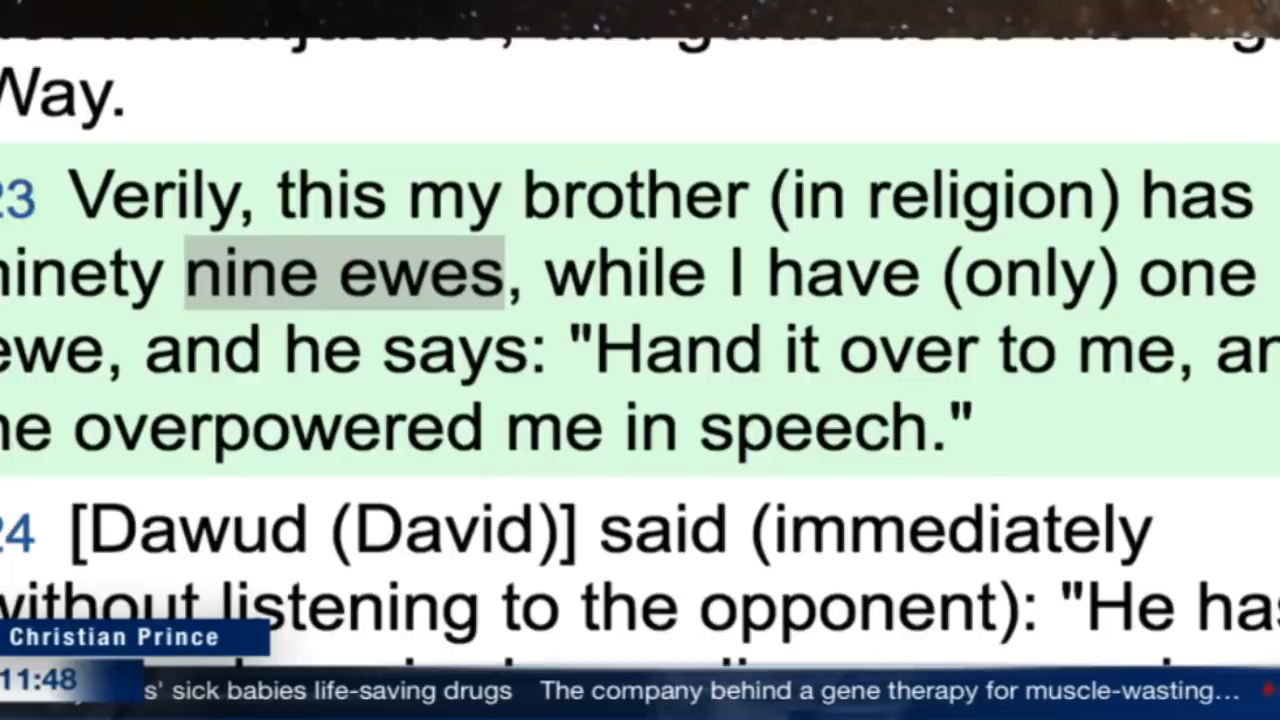 Way.
23 Verily, this my brother (in religion) has
ninety nine ewes, while I have (only) one
ewe, and he says: "Hand it over to me, an
he overpowered me in speech."
24 [Dawud (David)] said (immediately
without listening to the opponent): "He has
Christian Prince
11:48
s' sick babies life-saving drugs The company behind a gene therapy for muscle-wasting...